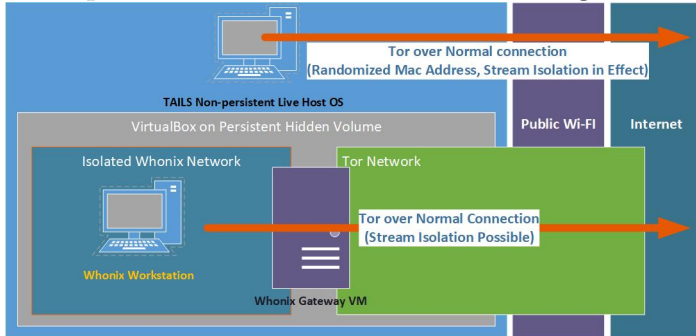 Tor over Normal connection
(Randomized Mac Address, Stream Isolation in Effect)
TAILS Non-persistent Live Host OS
VirtualBox on Persistent Hidden Volume
Public Wi-FI
Internet
Isolated Whonix Network
Tor Network
Tor over Normal Connection
(Stream Isolation Possible)
Whonix Workstation
Whonix Gateway VM